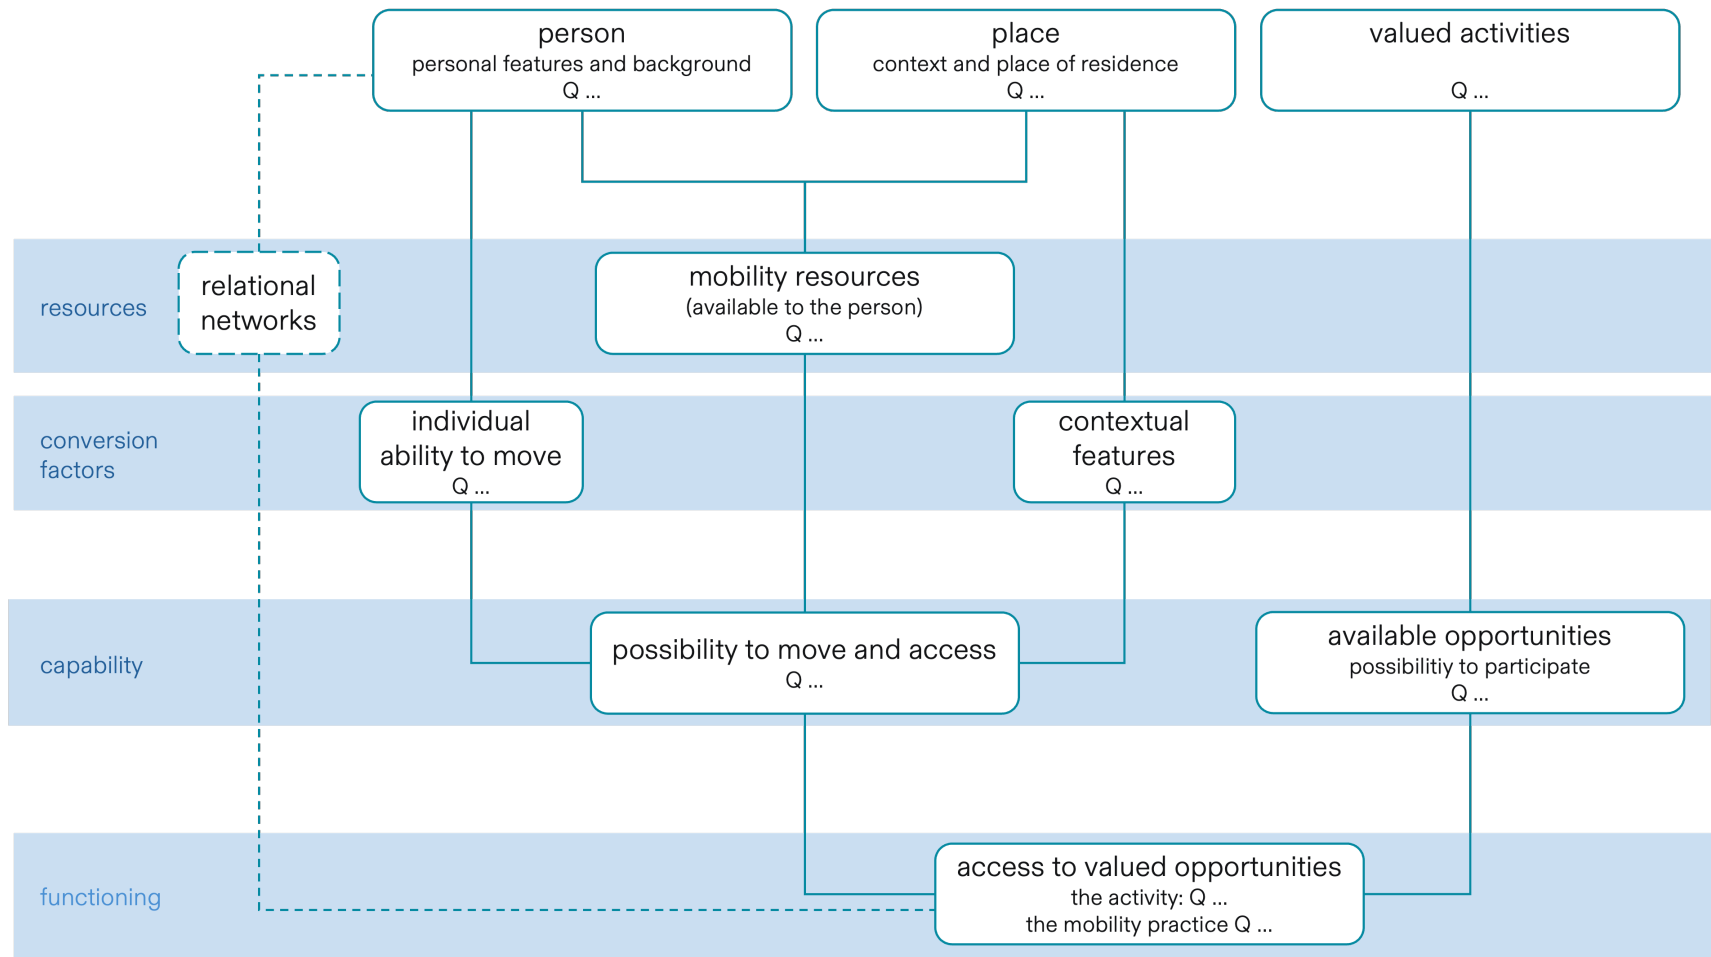 person
personal features and background
Q ...
place
context and place of residence
Q ...
valued activities
Q ...
resources
relational
networks
mobility resources
(available to the person)
Q ...
conversion
factors
individual
ability to move
Q ...
contextual
features
Q ...
capability
possibility to move and access
Q ...
available opportunities
possibilitiy to participate
Q ...
functioning
access to valued opportunities
the activity: Q ...
the mobility practice Q ...